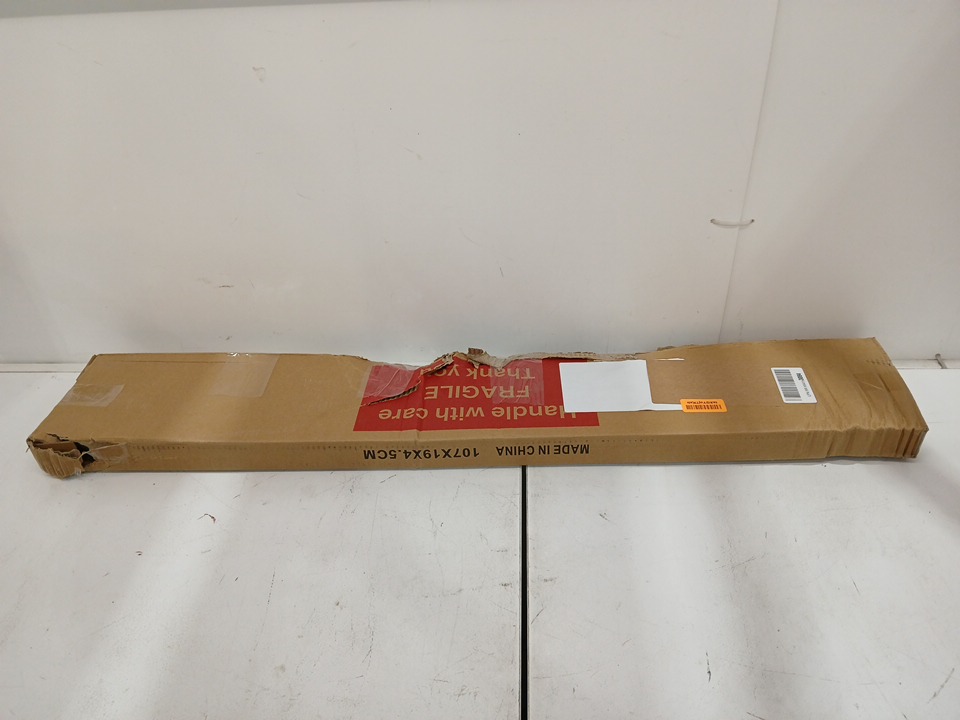 Handle with care
FRAGILE
Thank yo
MADE IN CHINA 107X19X4.5CM